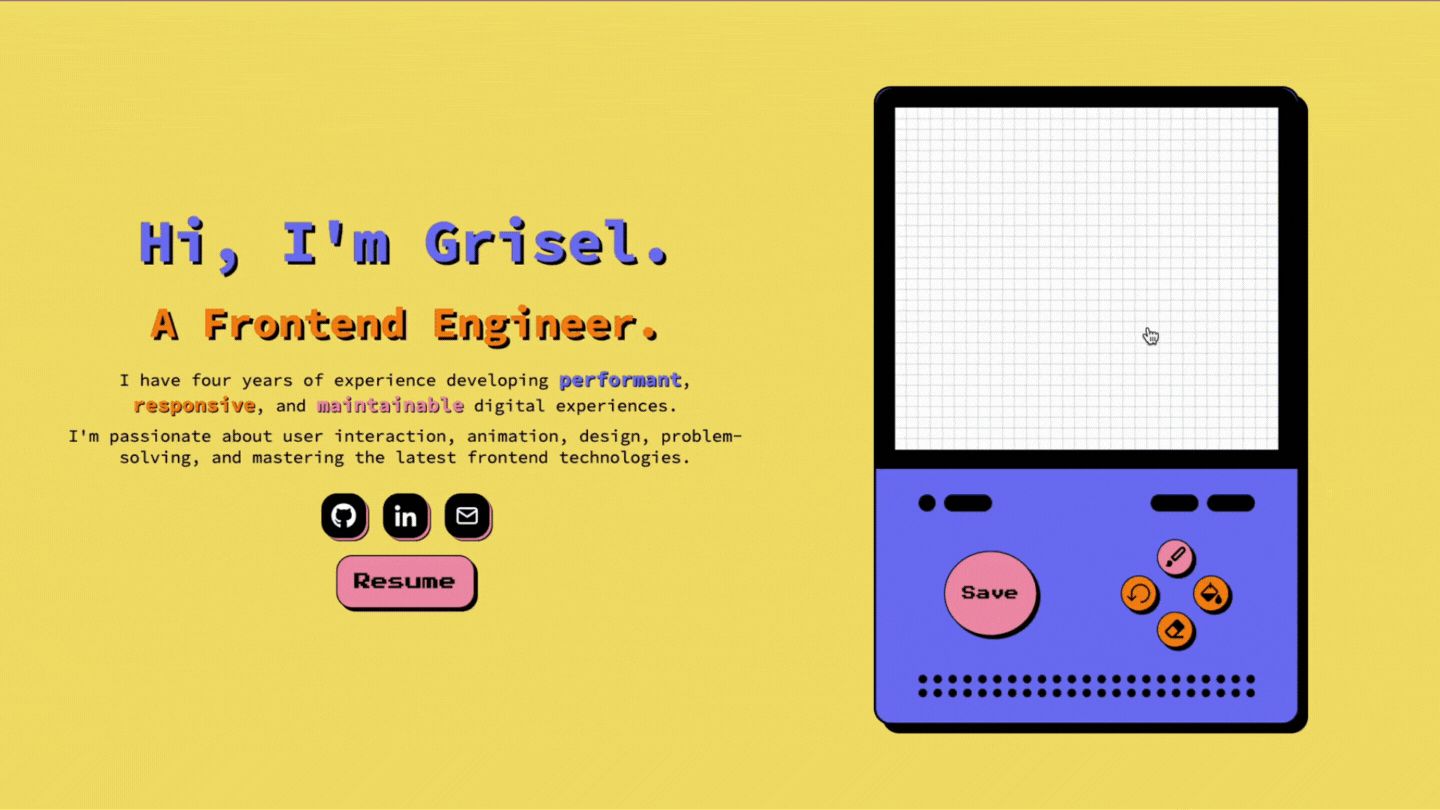 Hi, I'm Grisel.
A Frontend Engineer.
I have four years of experience developing performant,
responsive, and maintainable digital experiences.
I'm passionate about user interaction, animation, design, problem-
solving, and mastering the latest frontend technologies.
in
Resume
Save